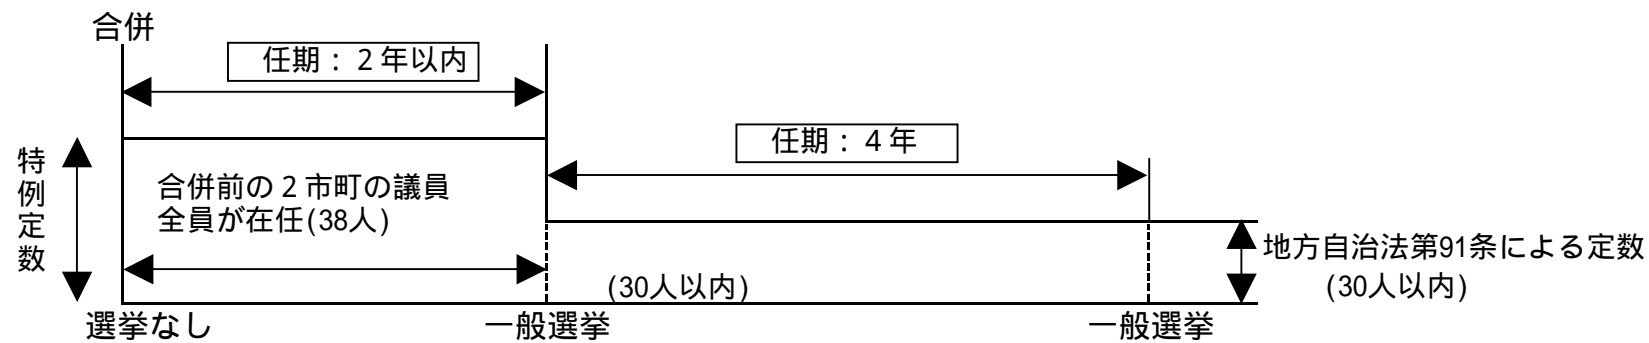 合併
任期：２年以内
任期：４年
特例定数
合併前の２市町の議員
全員が在任(38人)
地方自治法第91条による定数
(30人以内)
(30人以内)
選挙なし
一般選挙
一般選挙